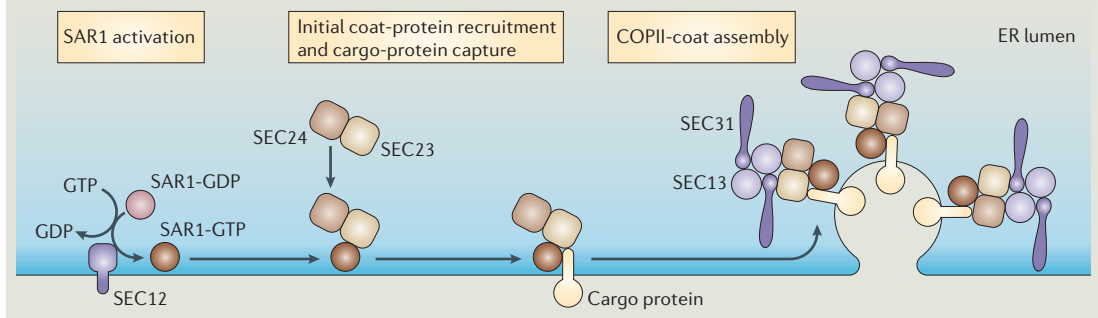 SAR1 activation
Initial coat-protein recruitment
and cargo-protein capture
COPII-coat assembly
ER lumen
SEC24
SEC23
SEC31
SEC13
GTP
SAR1-GDP
GDP
SAR1-GTP
SEC12
Cargo protein